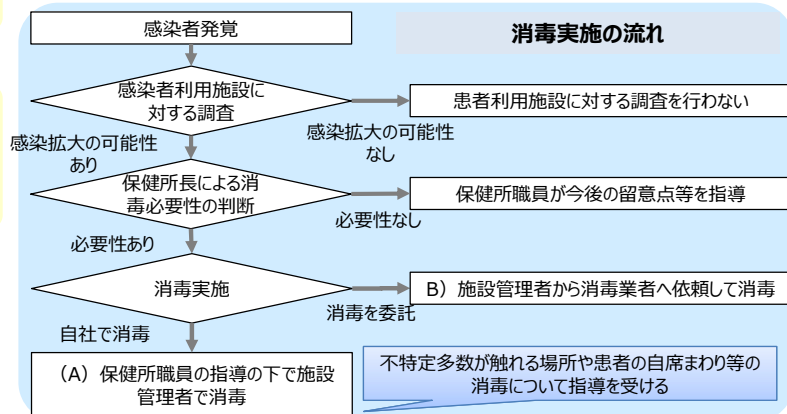 感染者発覚
消毒実施の流れ
感染者利用施設に
対する調査
患者利用施設に対する調査を行わない
感染拡大の可能性
あり
感染拡大の可能性
なし
保健所長による消
毒必要性の判断
保健所職員が今後の留意点等を指導
必要性なし
必要性あり
消毒実施
B）施設管理者から消毒業者へ依頼して消毒
消毒を委託
自社で消毒
（A）保健所職員の指導の下で施設
管理者で消毒
不特定多数が触れる場所や患者の自席まわり等の
消毒について指導を受ける